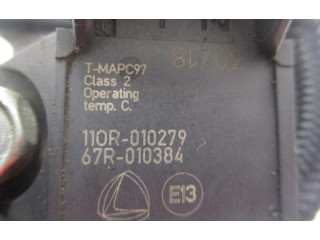 T-MAPC97
Class 2
Operating
temp. C.
110R-010279
67R-010384
E13